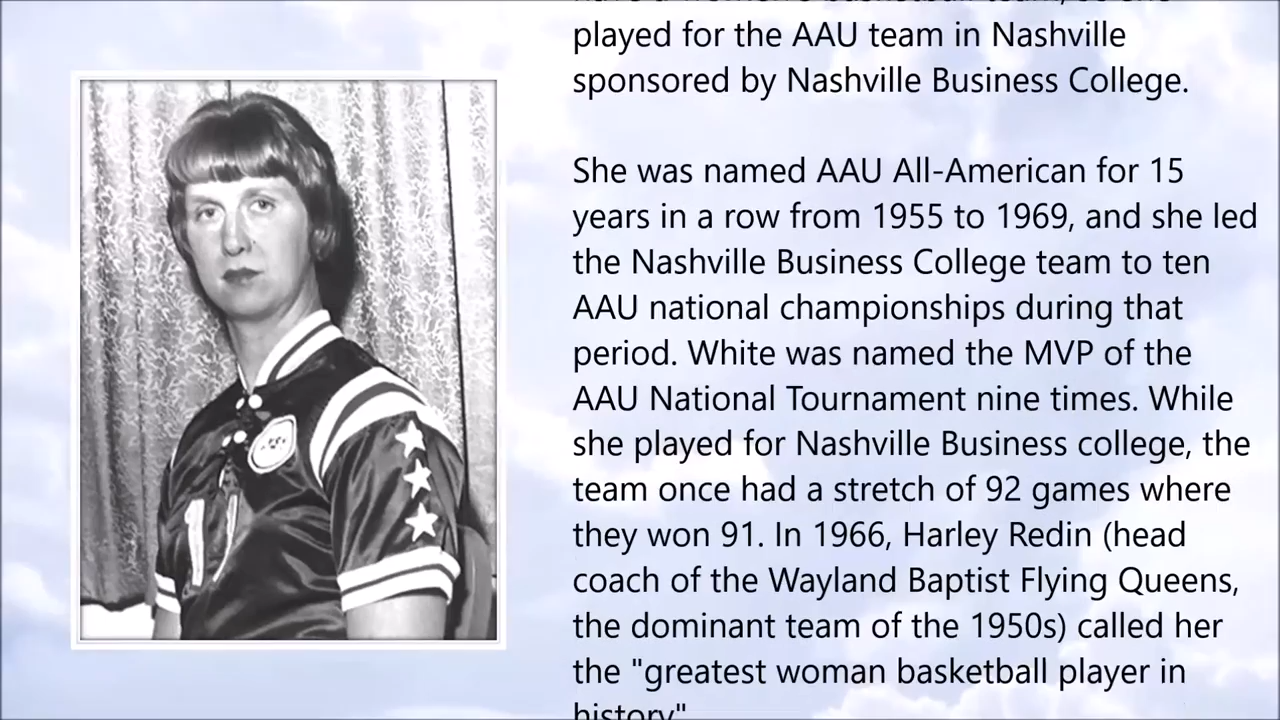 played for the AAU team in Nashville
sponsored by Nashville Business College.
She was named AAU All-American for 15
years in a row from 1955 to 1969, and she led
the Nashville Business College team to ten
AAU national championships during that
period. White was named the MVP of the
AAU National Tournament nine times. While
she played for Nashville Business college, the
team once had a stretch of 92 games where
they won 91. In 1966, Harley Redin (head
coach of the Wayland Baptist Flying Queens,
the dominant team of the 1950s) called her
the "greatest woman basketball player in
history"